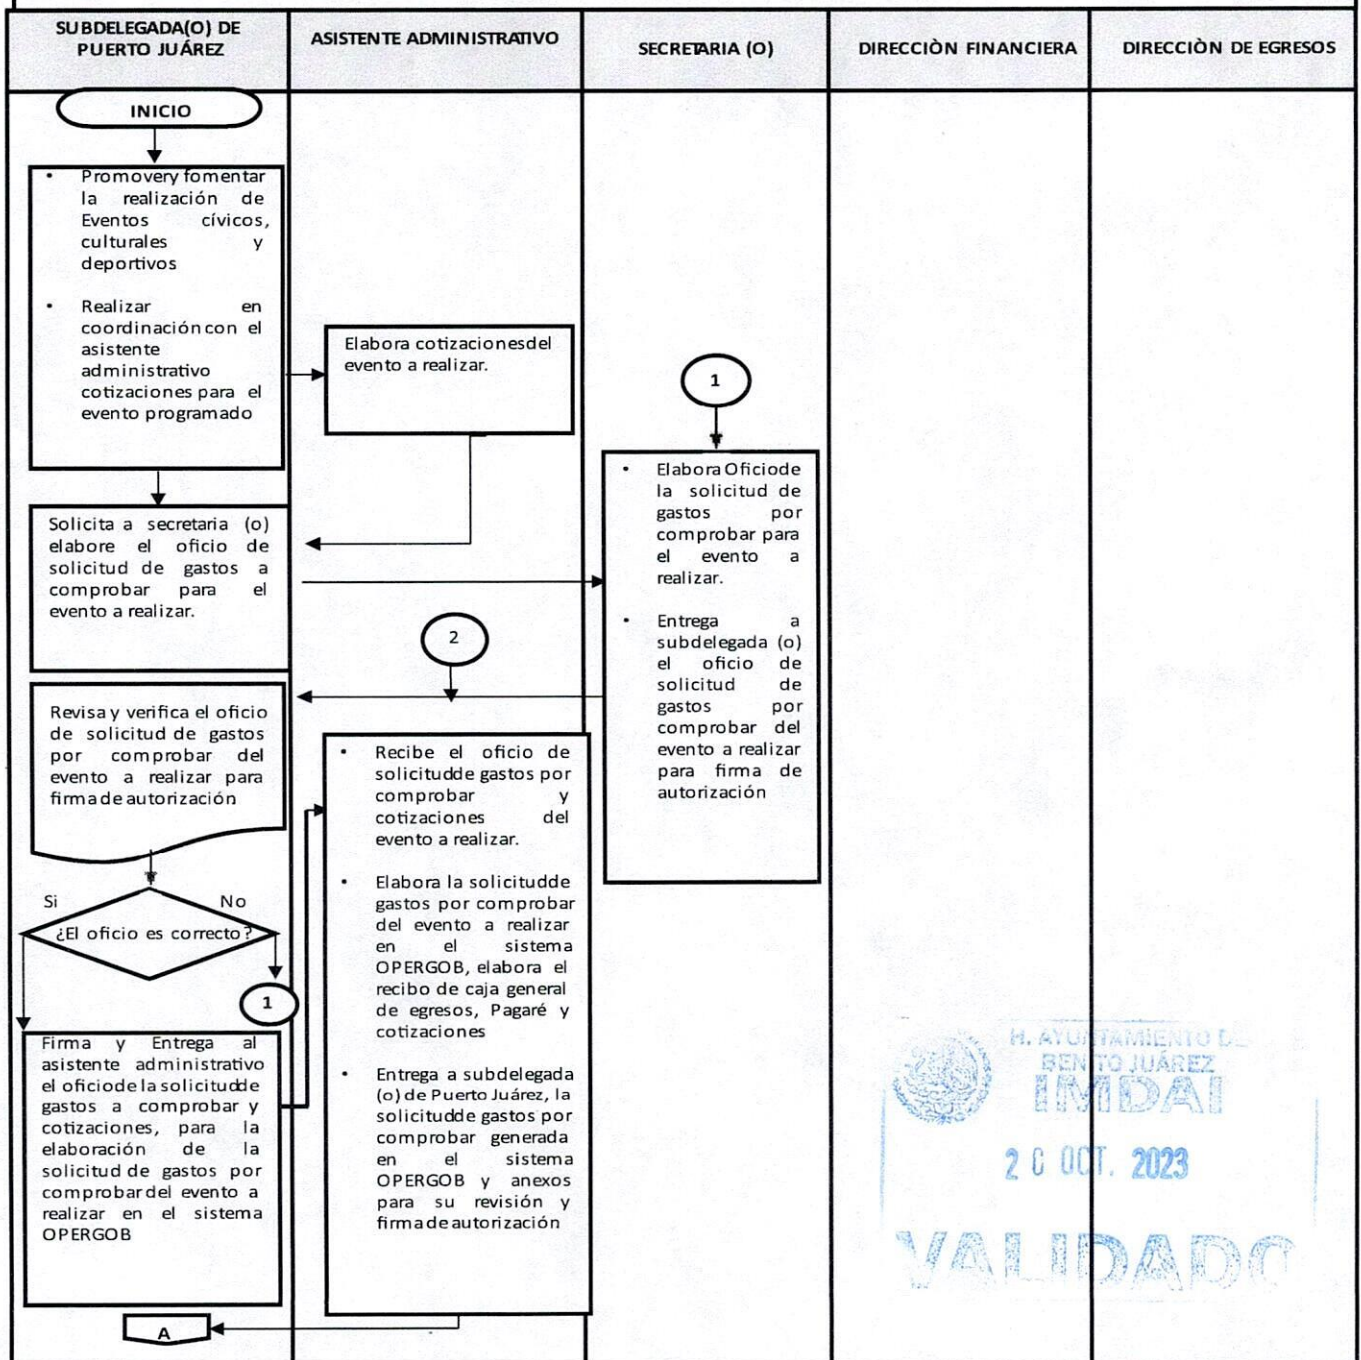 SUBDELEGADA(O) DE
PUERTO JUÁREZ
ASISTENTE ADMINISTRATIVO
SECRETARIA (O)
DIRECCIÒN FINANCIERA
DIRECCIÒN DE EGRESOS
INICIO
• Promovery fomentar
la realización de
Eventos cívicos,
culturales y
deportivos
• Realizar en
coordinación con el
asistente
administrativo
cotizaciones para el
evento programado
Elabora cotizacionesdel
evento a realizar.
1
Solicita a secretaria (o)
elabore el oficio de
solicitud de gastos a
comprobar para el
evento a realizar.
• Elabora Oficiode
la solicitud de
gastos por
comprobar para
el evento a
realizar.
• Entrega a
subdelegada (o)
el oficio de
solicitud de
gastos por
comprobar del
evento a realizar
para firma de
autorización
2
Revisa y verifica el oficio
de solicitud de gastos
por comprobar del
evento a realizar para
firma de autorización
• Recibe el oficio de
solicitudde gastos por
comprobar y
cotizaciones del
evento a realizar.
• Elabora la solicitudde
gastos por comprobar
del evento a realizar
en el sistema
OPERGOB, elabora el
recibo de caja general
de egresos, Pagaré y
cotizaciones
• Entrega a subdelegada
(o) de Puerto Juárez, la
solicitudde gastos por
comprobar generada
en el sistema
OPERGOB y anexos
para su revisión y
firma de autorización
Si
No
¿El oficio es correcto?
1
Firma y Entrega al
asistente administrativo
el oficiode la solicitudde
gastos a comprobar y
cotizaciones, para la
elaboración de la
solicitud de gastos por
comprobar del evento a
realizar en el sistema
OPERGOB
A
H. AYUNTAMIENTO DE
BENITO JUÁREZ
IMDAI
20 OCT. 2023
VALIDADO